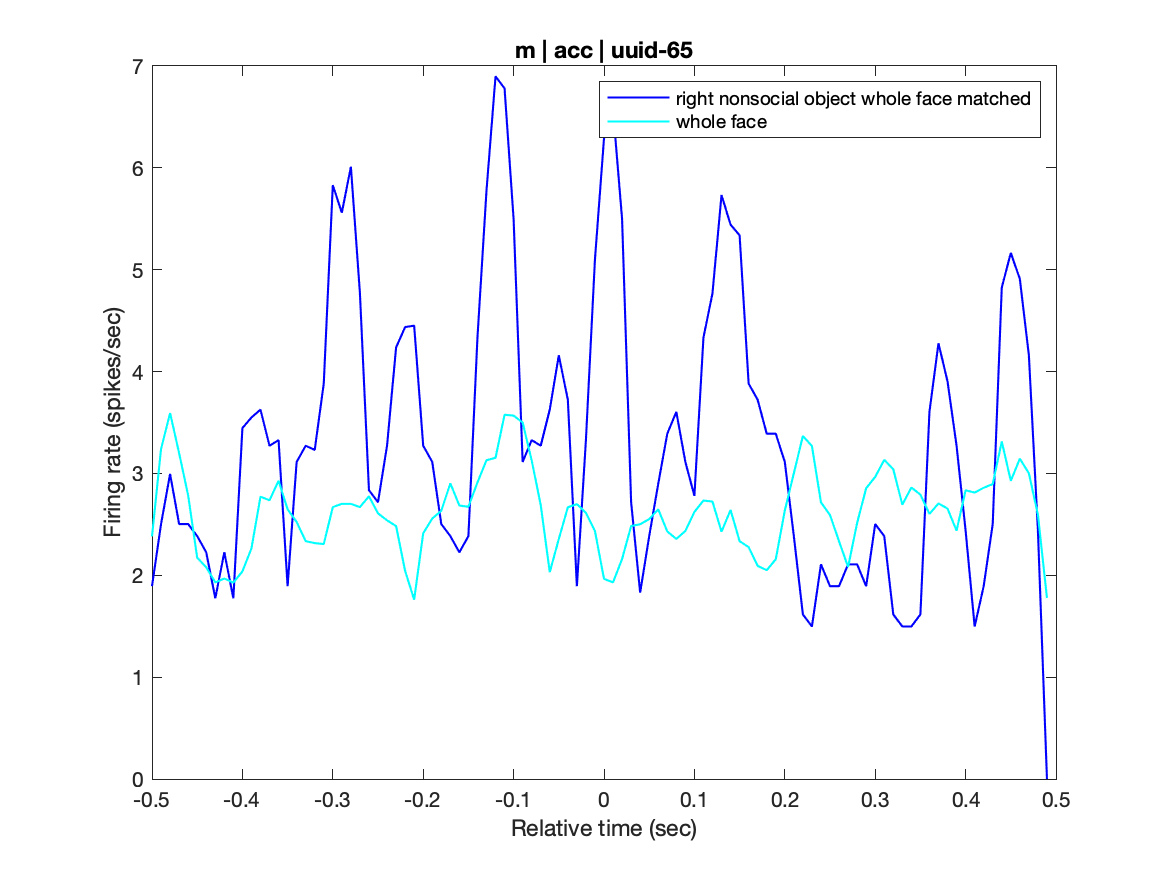 m | acc | uuid-65
7
6
5
4
3
2
1
0
Firing rate (spikes/sec)
right nonsocial object whole face matched
whole face
-0.5 -0.4 -0.3 -0.2 -0.1 0 0.1 0.2 0.3 0.4 0.5
Relative time (sec)